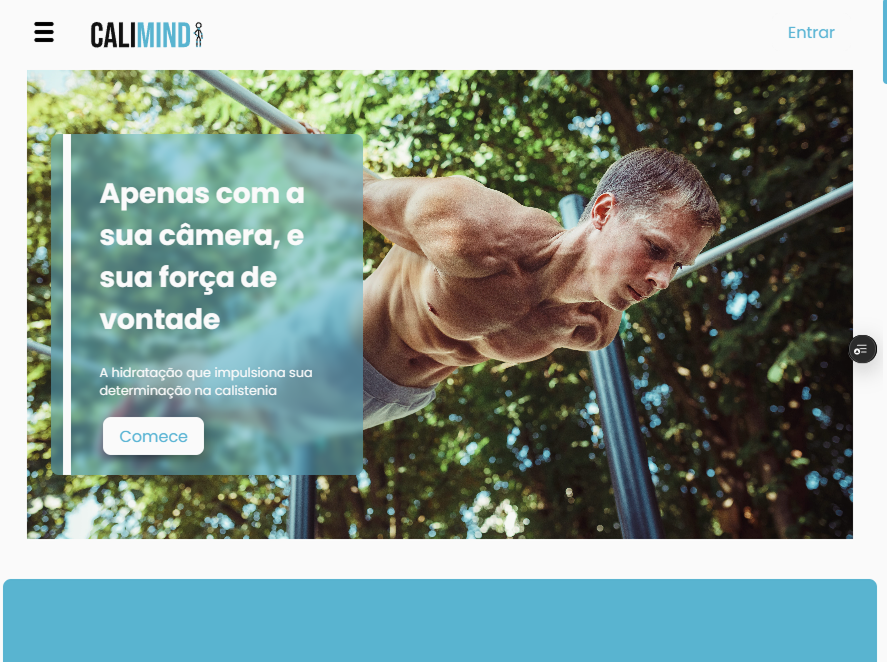 CALIMIND
Entrar
Apenas com a
sua câmera, e
sua força de
vontade
A hidratação que impulsiona sua
determinação na calistenia
Comece